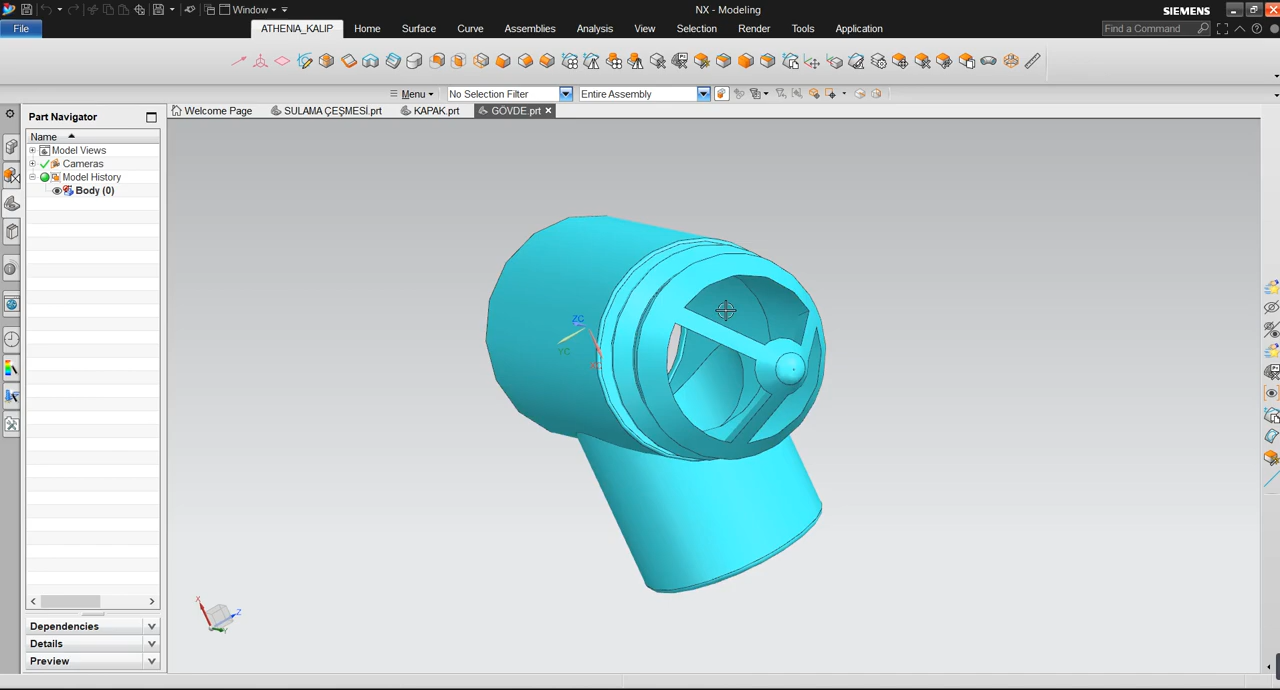 Window
NX - Modeling
SIEMENS
File
ATHENIA_KALIP
Home
Surface
Curve
Assemblies
Analysis
View
Selection
Render
Tools
Application
Find a Command
Menu
No Selection Filter
Entire Assembly
Part Navigator
Welcome Page
SULAMA ÇEŞMESİ.prt
KAPAK.prt
GÖVDE.prt
Name
Model Views
Cameras
Model History
Body (0)
ZC
YC
X
Z
Y
Dependencies
Details
Preview